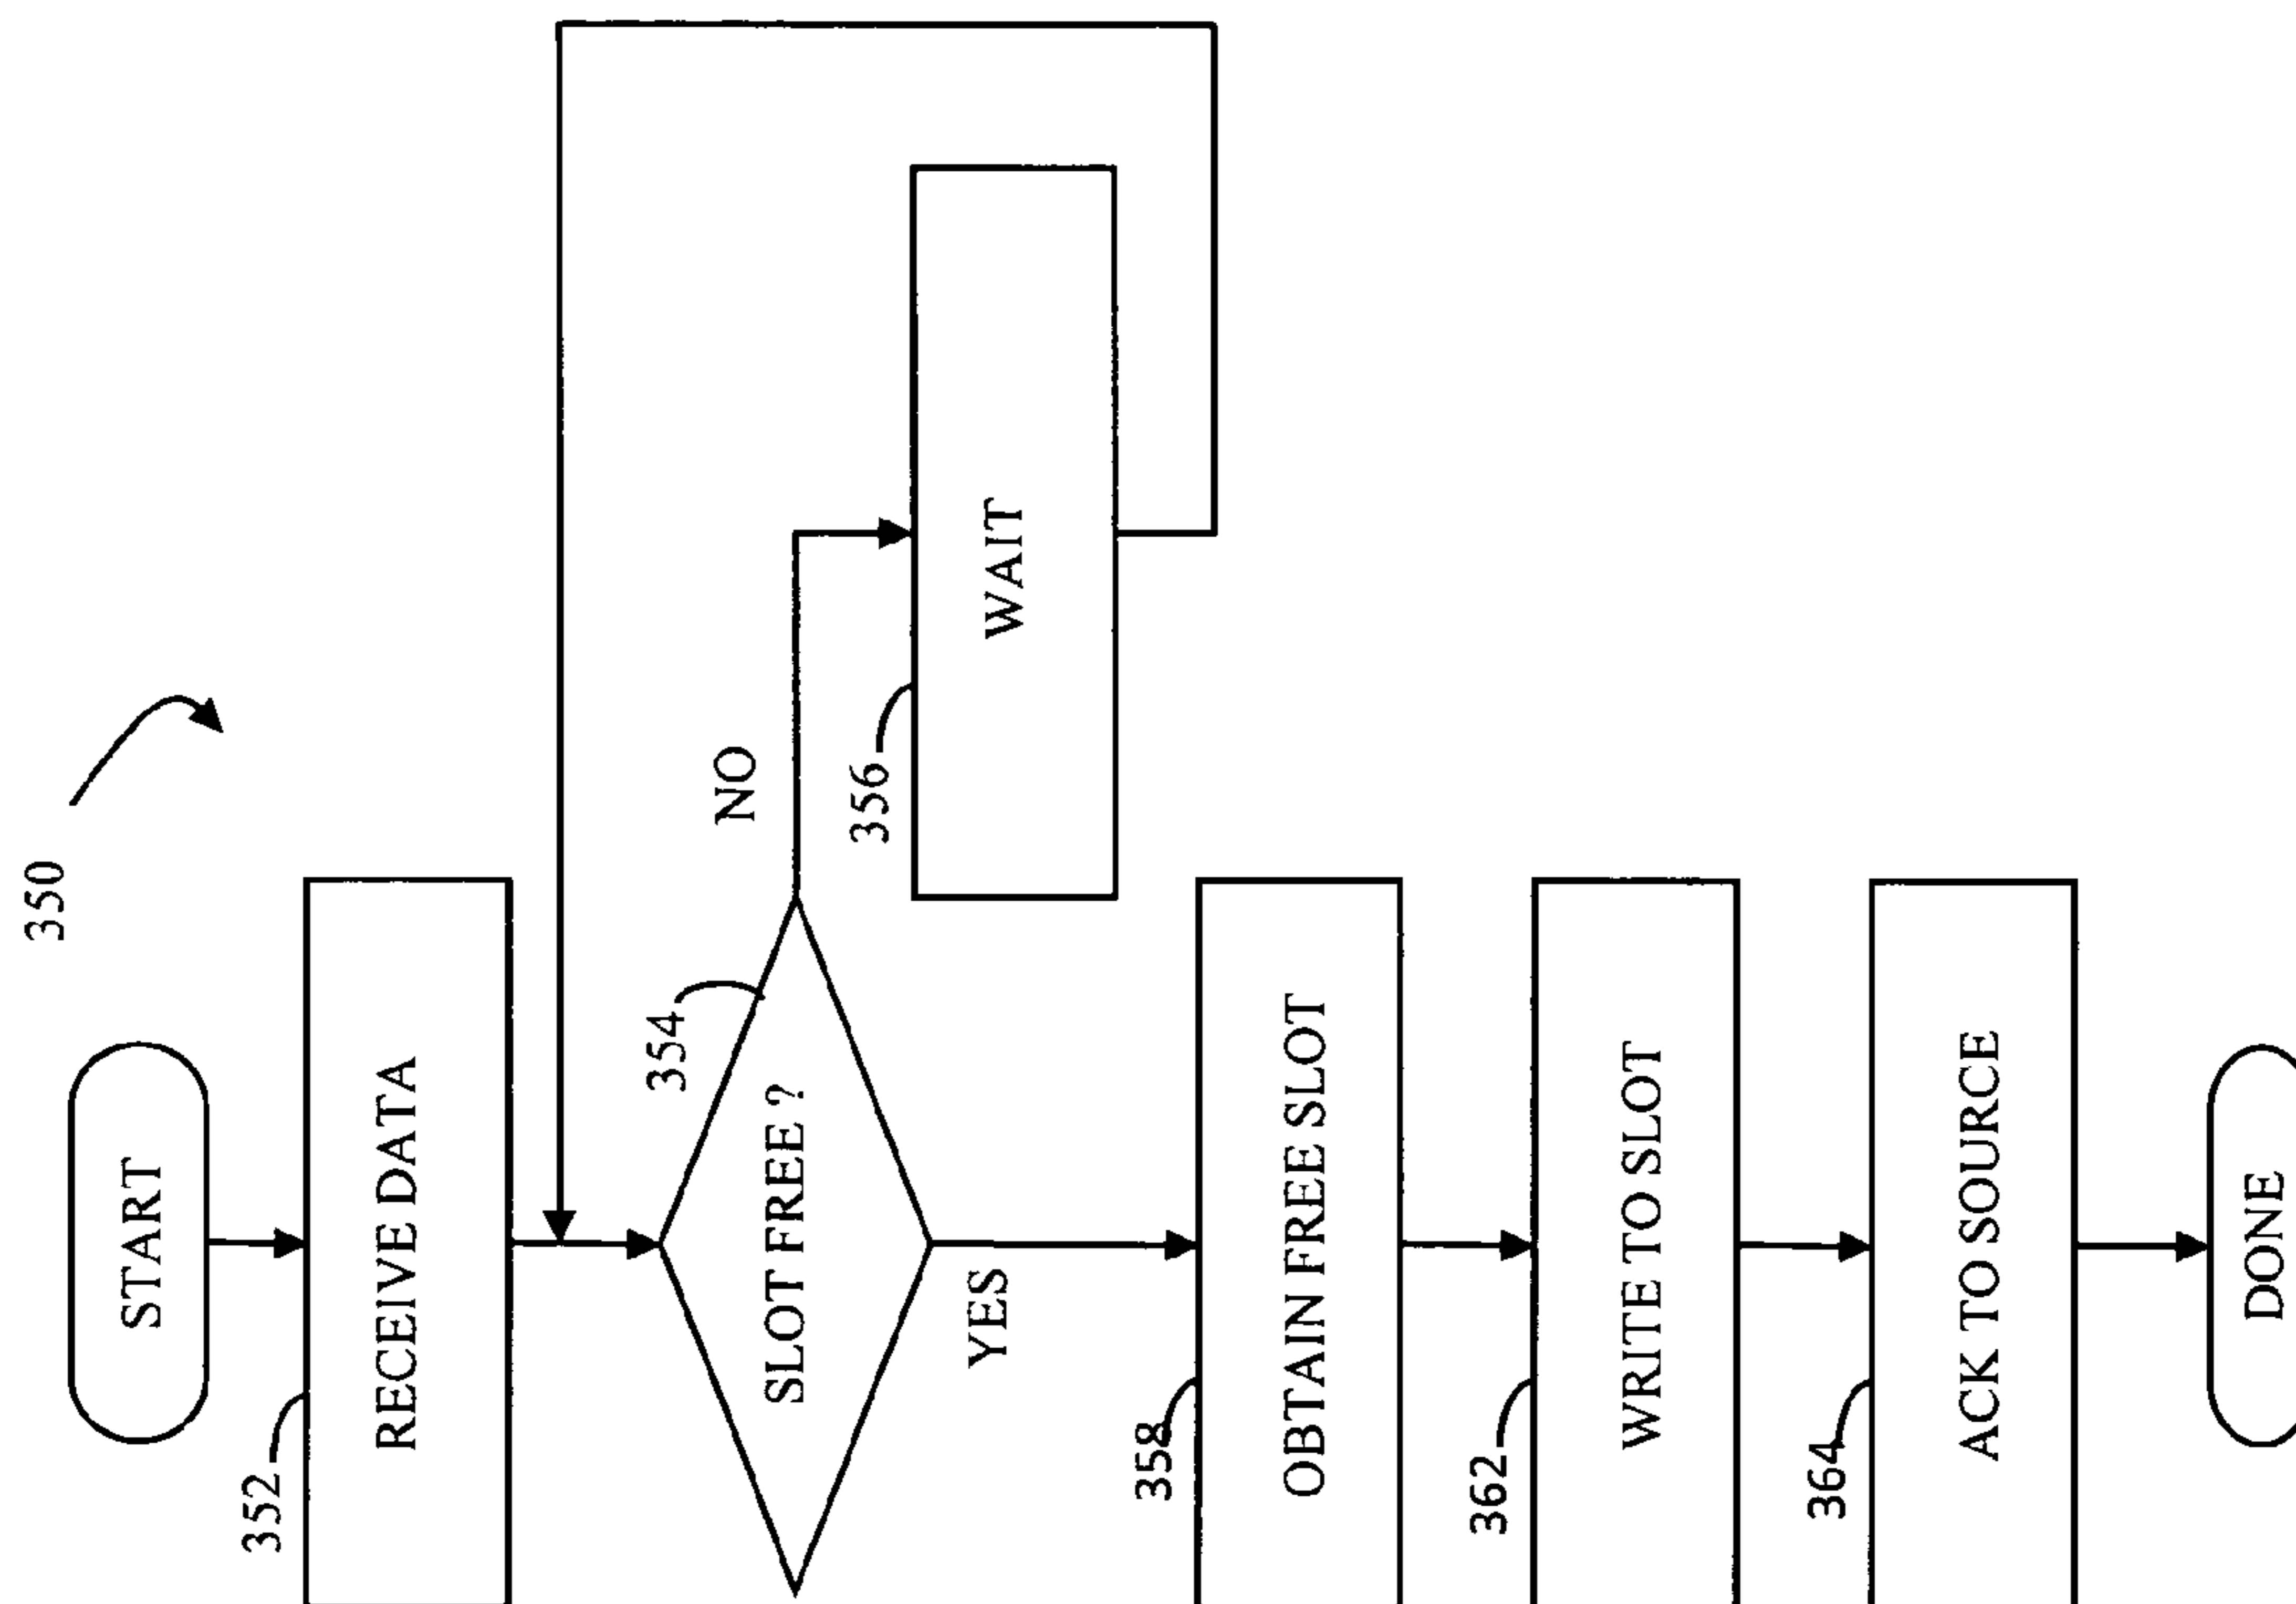 350
START
352
RECEIVE DATA
354
SLOT FREE ?
NO
356
WAIT
YES
358
OBTAIN FREE SLOT
362
WRITE TO SLOT
364
ACK TO SOURCE
DONE